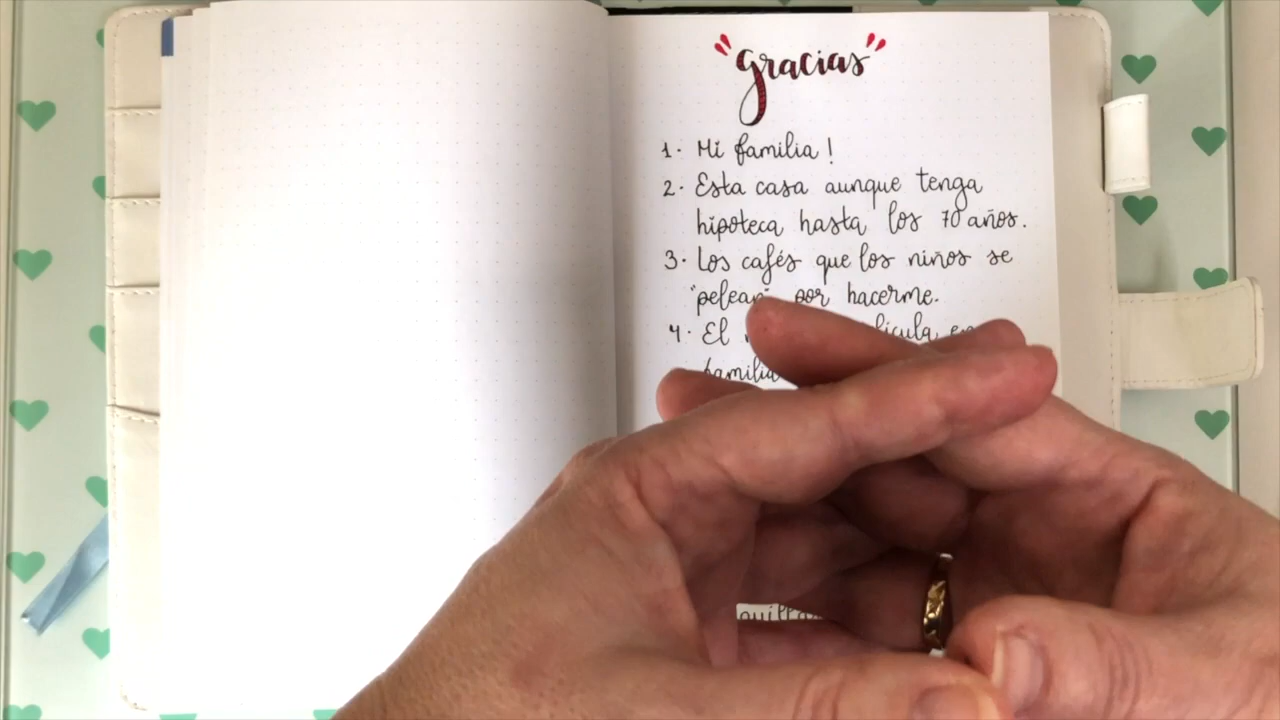 "gracias"
1. Mi familia!
2. Esta casa aunque tenga
hipoteca hasta los 70 años.
3. Los cafés que los niños se
"pelean" por hacerme.
4. El
familia